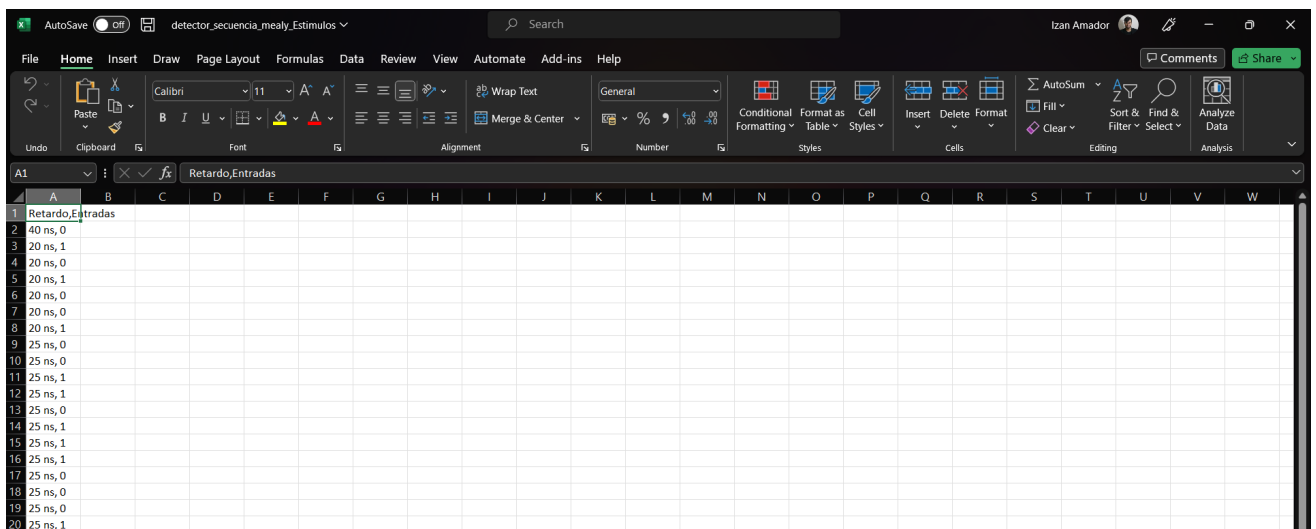 AutoSave Off detector_secuencia_mealy_Estimulos Search Izan Amador
File Home Insert Draw Page Layout Formulas Data Review View Automate Add-ins Help Comments Share
Paste
Calibri 11 A A
B I U A
Wrap Text
Merge & Center
General
% 9 .00 .00
Conditional Formatting
Format as Table
Cell Styles
Insert Delete Format
AutoSum
Fill
Clear
Sort & Filter
Find & Select
Analyze Data
Undo Clipboard Font Alignment Number Styles Cells Editing Analysis
A1 fx Retardo,Entradas
A B C D E F G H I J K L M N O P Q R S T U V W
1 Retardo,Entradas
2 40 ns, 0
3 20 ns, 1
4 20 ns, 0
5 20 ns, 1
6 20 ns, 0
7 20 ns, 0
8 20 ns, 1
9 25 ns, 0
10 25 ns, 0
11 25 ns, 1
12 25 ns, 1
13 25 ns, 0
14 25 ns, 1
15 25 ns, 1
16 25 ns, 1
17 25 ns, 0
18 25 ns, 0
19 25 ns, 0
20 25 ns, 1